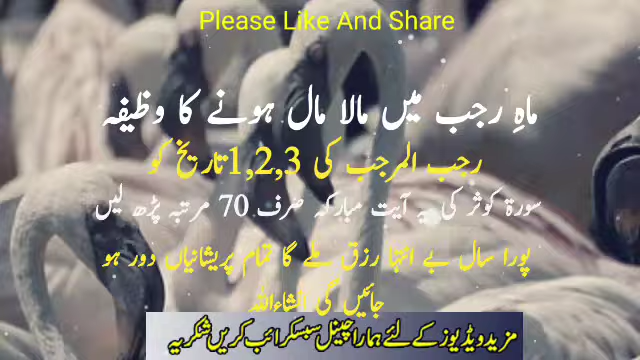 Please Like And Share
ماہِ رجب میں مالا مال ہونے کا وظیفہ
رجب المرجب کی 1,2,3 تاریخ کو
سورۃ کوثر کی یہ آیت مبارکہ صرف 70 مرتبہ پڑھ لیں
پورا سال بے انتہا رزق ملے گا تمام پریشانیاں دور ہو
جائیں گی انشاءاللہ
مزید ویڈیوز کے لئے ہمارا چینل سبسکرائب کریں شکریہ